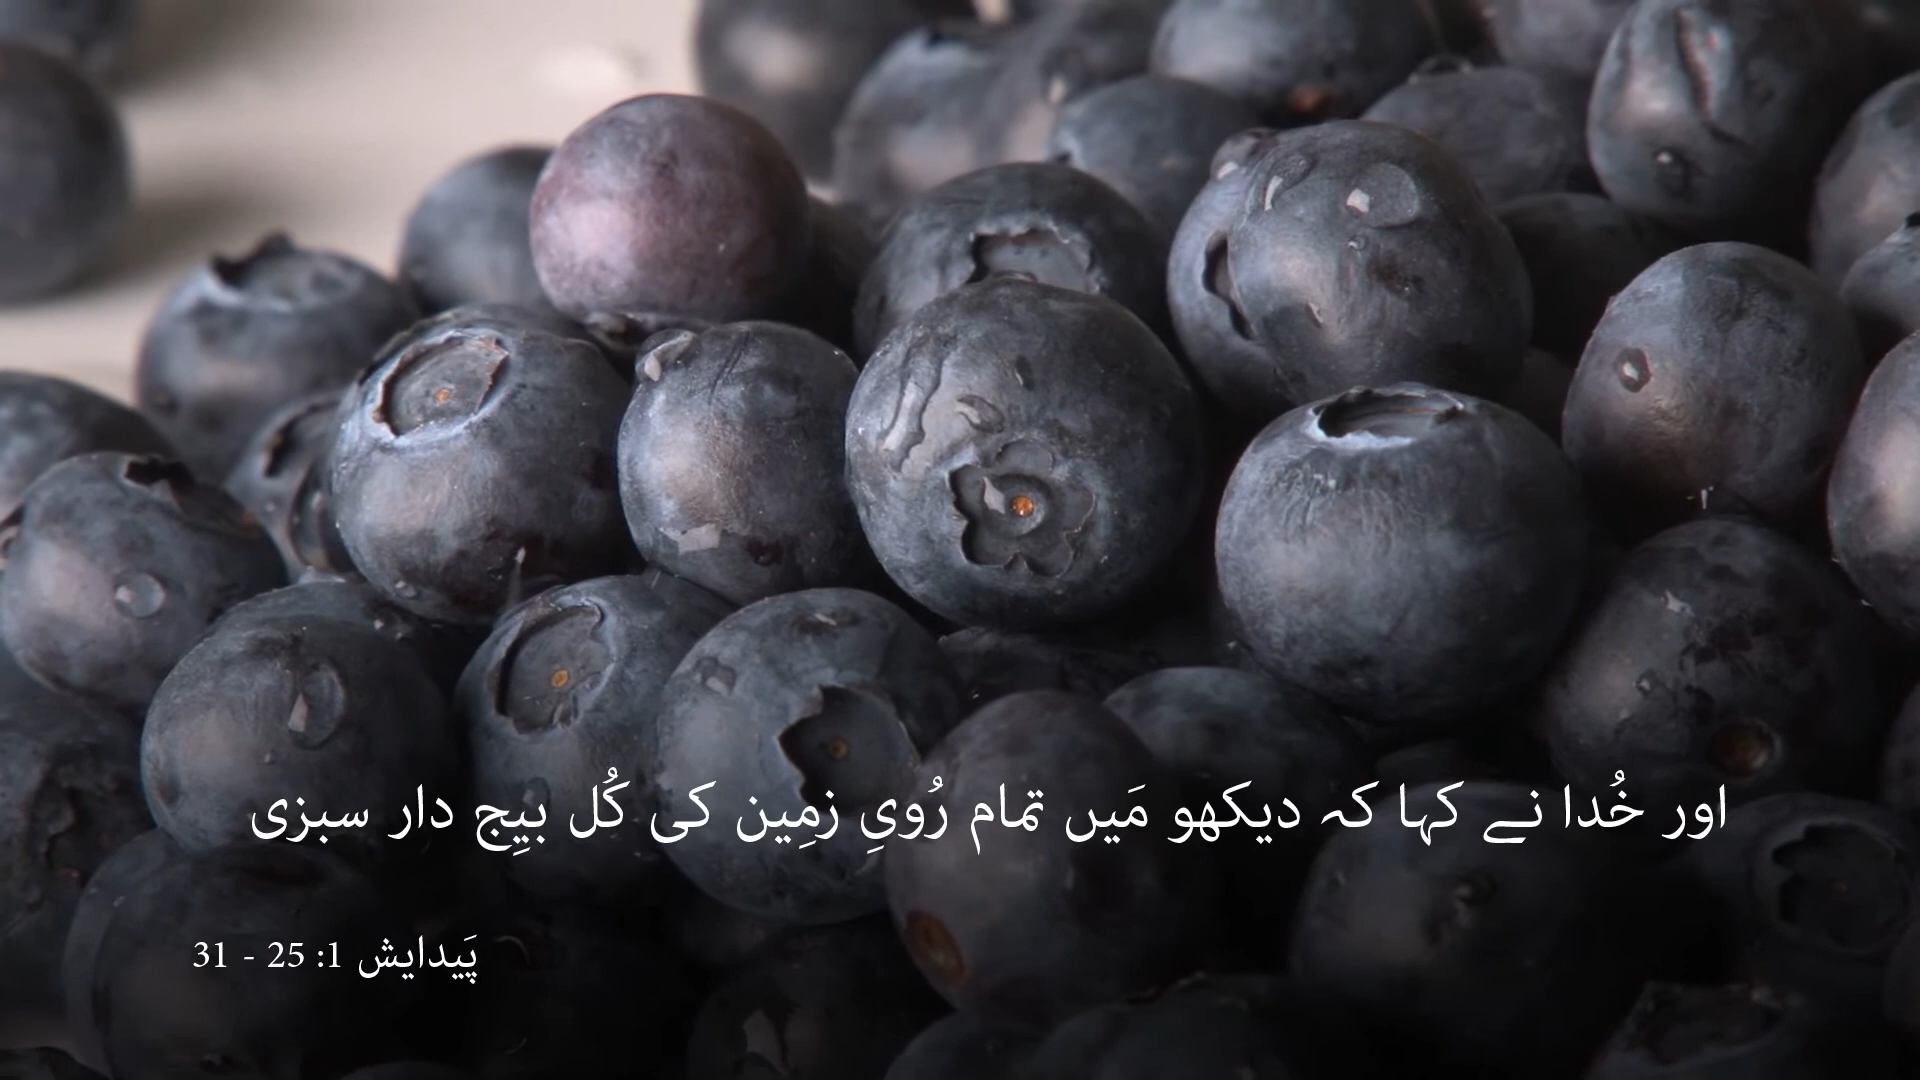 اور خُدا نے کہا کہ دیکھو مَیں تمام رُویِ زمِین کی کُل بیِج دار سبزی
پَیدایش 1: 25 - 31